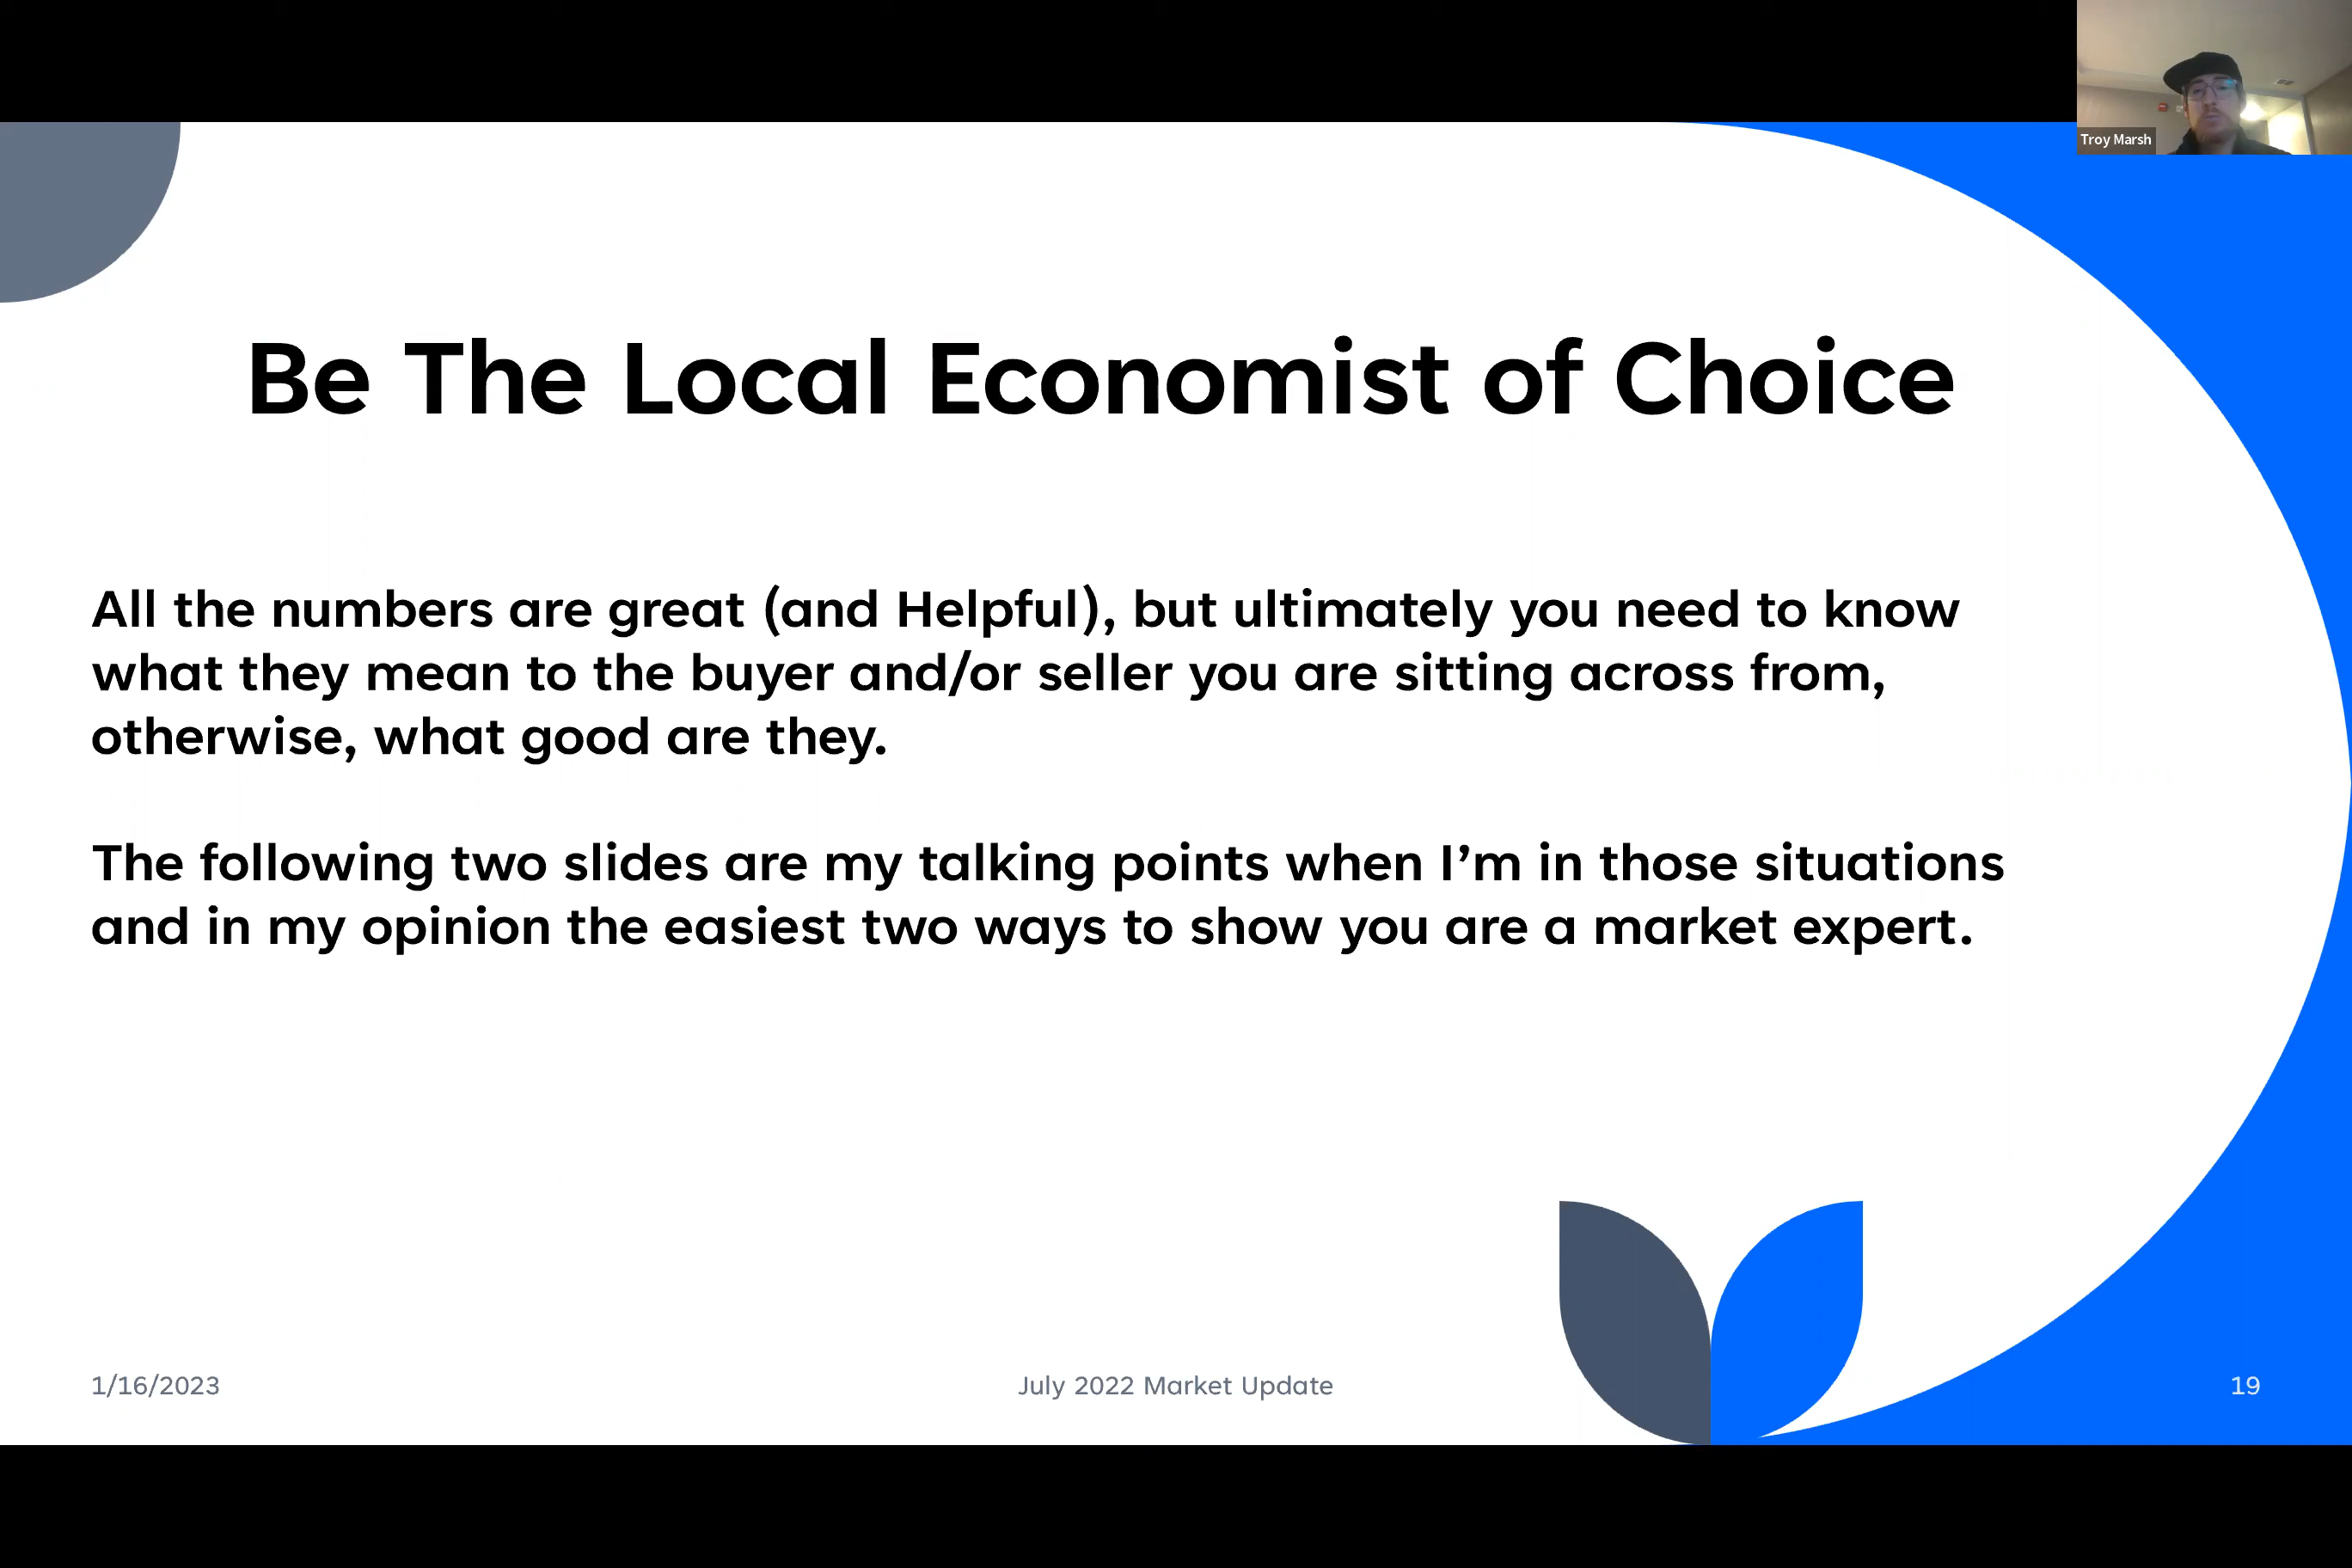 Troy Marsh
Be The Local Economist of Choice
All the numbers are great (and Helpful), but ultimately you need to know
what they mean to the buyer and/or seller you are sitting across from,
otherwise, what good are they.
The following two slides are my talking points when I’m in those situations
and in my opinion the easiest two ways to show you are a market expert.
1/16/2023
July 2022 Market Update
19